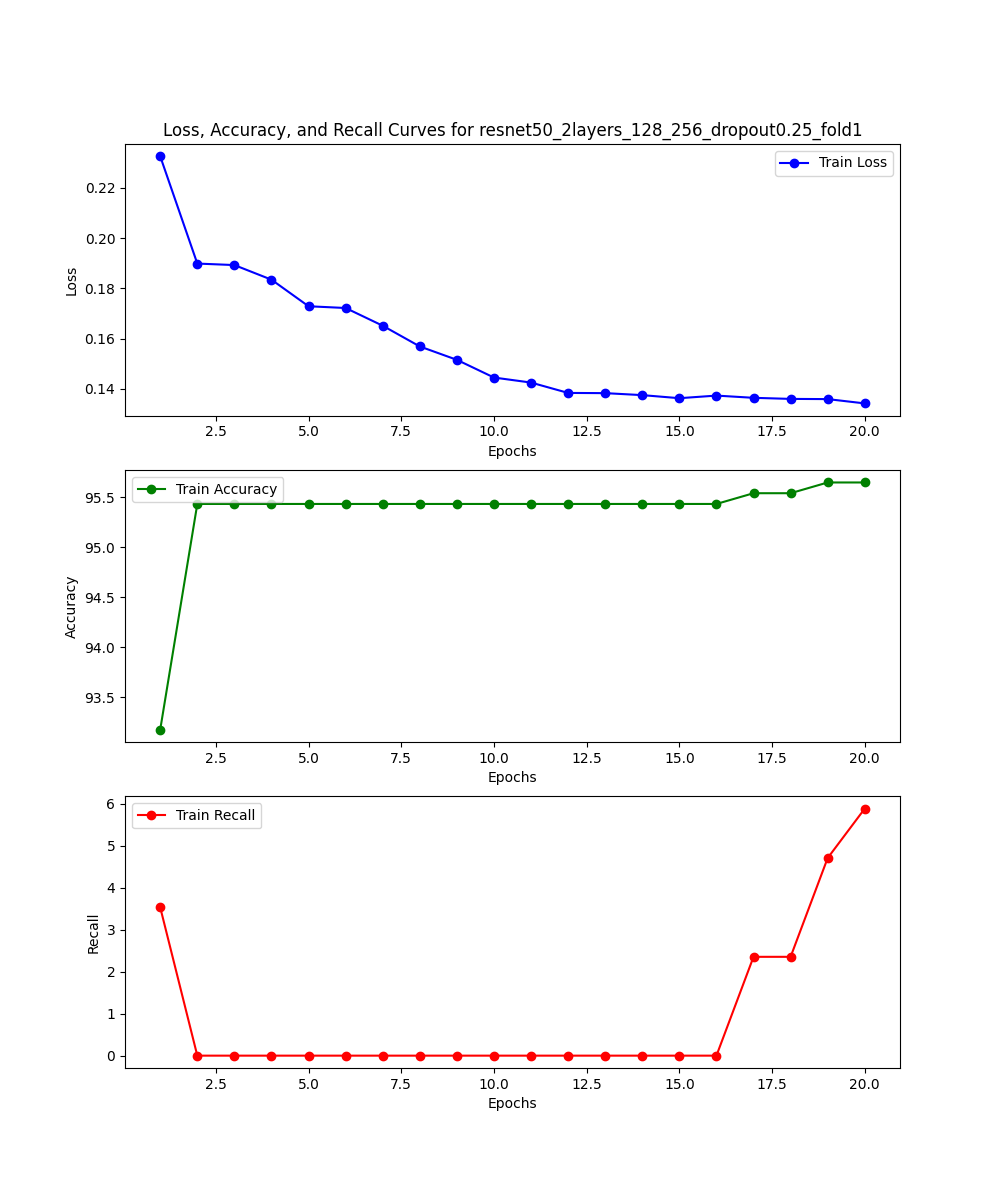 Loss, Accuracy, and Recall Curves for resnet50_2layers_128_256_dropout0.25_fold1
Train Loss
0.22
0.20
0.18
0.16
0.14
Loss
2.5 5.0 7.5 10.0 12.5 15.0 17.5 20.0
Epochs
Train Accuracy
95.5
95.0
94.5
94.0
93.5
Accuracy
2.5 5.0 7.5 10.0 12.5 15.0 17.5 20.0
Epochs
Train Recall
6
5
4
3
2
1
0
Recall
2.5 5.0 7.5 10.0 12.5 15.0 17.5 20.0
Epochs